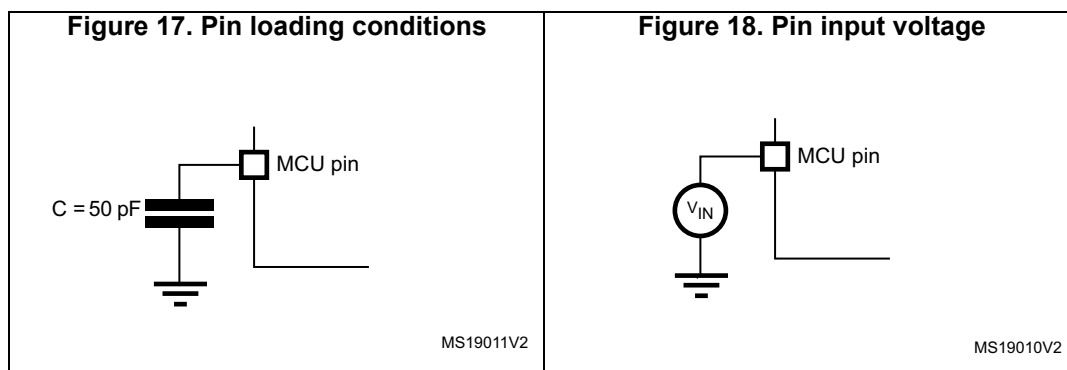 Figure 17. Pin loading conditions
MCU pin
C = 50 pF
MS19011V2
Figure 18. Pin input voltage
MCU pin
VIN
MS19010V2